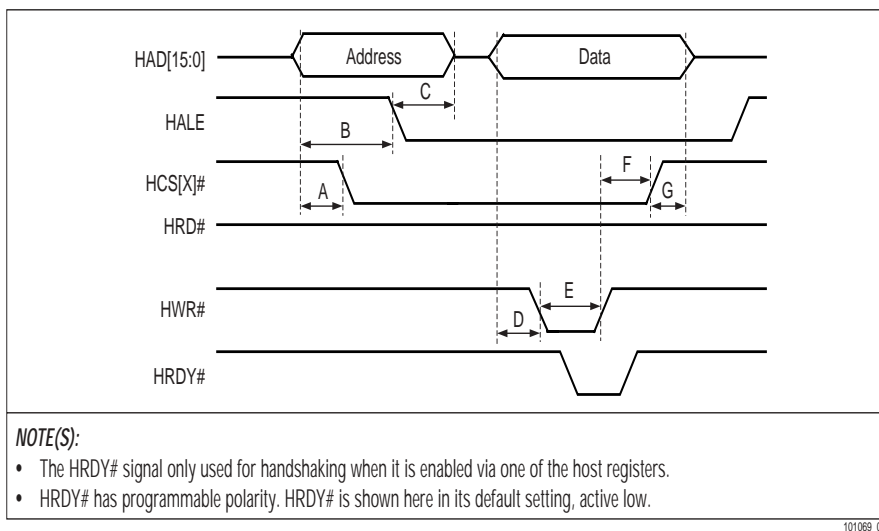 HAD[15:0]
Address
Data
C
HALE
B
F
HCS[X]#
A
G
HRD#
E
HWR#
D
HRDY#
NOTE(S):
• The HRDY# signal only used for handshaking when it is enabled via one of the host registers.
• HRDY# has programmable polarity. HRDY# is shown here in its default setting, active low.